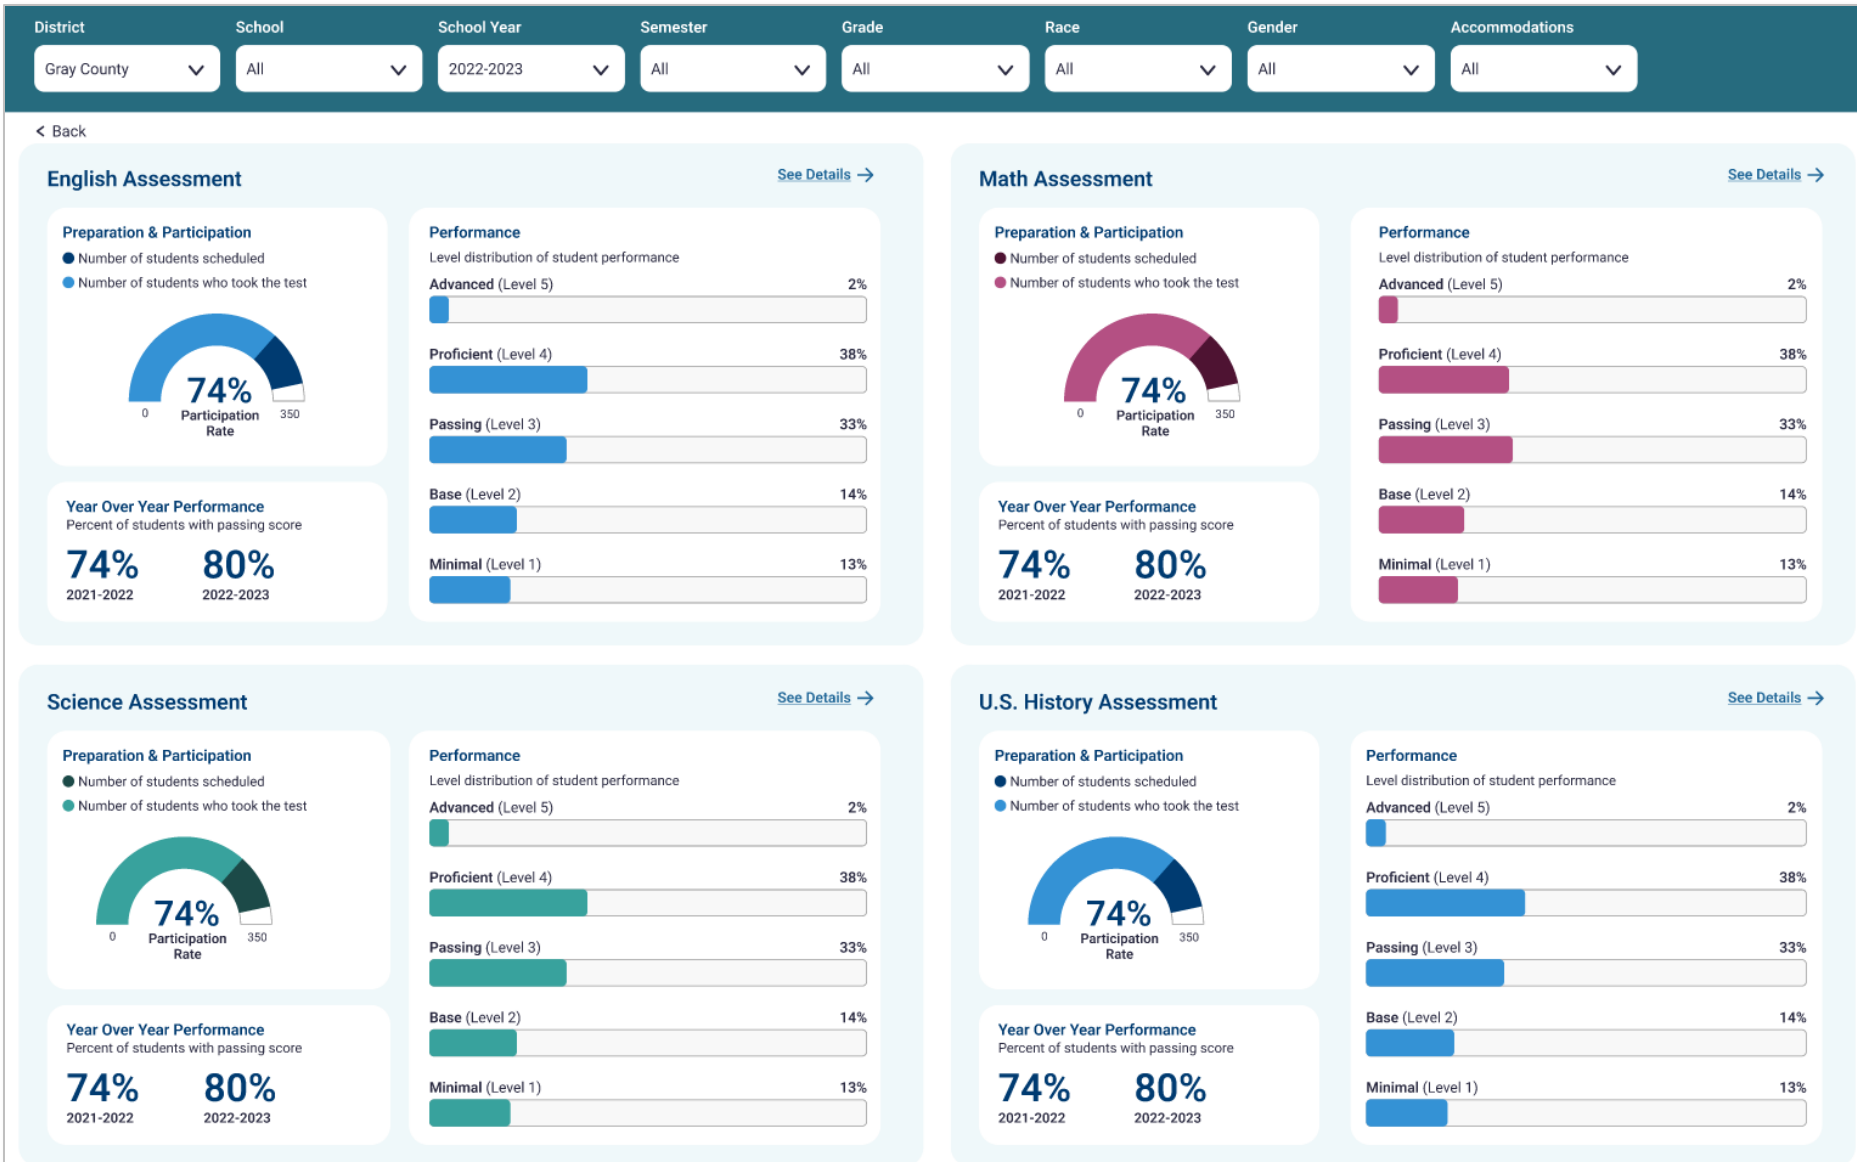 District
School
School Year
Semester
Grade
Race
Gender
Accommodations
Gray County
All
2022-2023
All
All
All
All
All
< Back
English Assessment
See Details →
Preparation & Participation
Number of students scheduled
Number of students who took the test
74%
0
Participation
Rate
350
Year Over Year Performance
Percent of students with passing score
74%
80%
2021-2022
2022-2023
Performance
Level distribution of student performance
Advanced (Level 5) 2%
Proficient (Level 4) 38%
Passing (Level 3) 33%
Base (Level 2) 14%
Minimal (Level 1) 13%
Math Assessment
See Details →
Preparation & Participation
Number of students scheduled
Number of students who took the test
74%
0
Participation
Rate
350
Year Over Year Performance
Percent of students with passing score
74%
80%
2021-2022
2022-2023
Performance
Level distribution of student performance
Advanced (Level 5) 2%
Proficient (Level 4) 38%
Passing (Level 3) 33%
Base (Level 2) 14%
Minimal (Level 1) 13%
Science Assessment
See Details →
Preparation & Participation
Number of students scheduled
Number of students who took the test
74%
0
Participation
Rate
350
Year Over Year Performance
Percent of students with passing score
74%
80%
2021-2022
2022-2023
Performance
Level distribution of student performance
Advanced (Level 5) 2%
Proficient (Level 4) 38%
Passing (Level 3) 33%
Base (Level 2) 14%
Minimal (Level 1) 13%
U.S. History Assessment
See Details →
Preparation & Participation
Number of students scheduled
Number of students who took the test
74%
0
Participation
Rate
350
Year Over Year Performance
Percent of students with passing score
74%
80%
2021-2022
2022-2023
Performance
Level distribution of student performance
Advanced (Level 5) 2%
Proficient (Level 4) 38%
Passing (Level 3) 33%
Base (Level 2) 14%
Minimal (Level 1) 13%